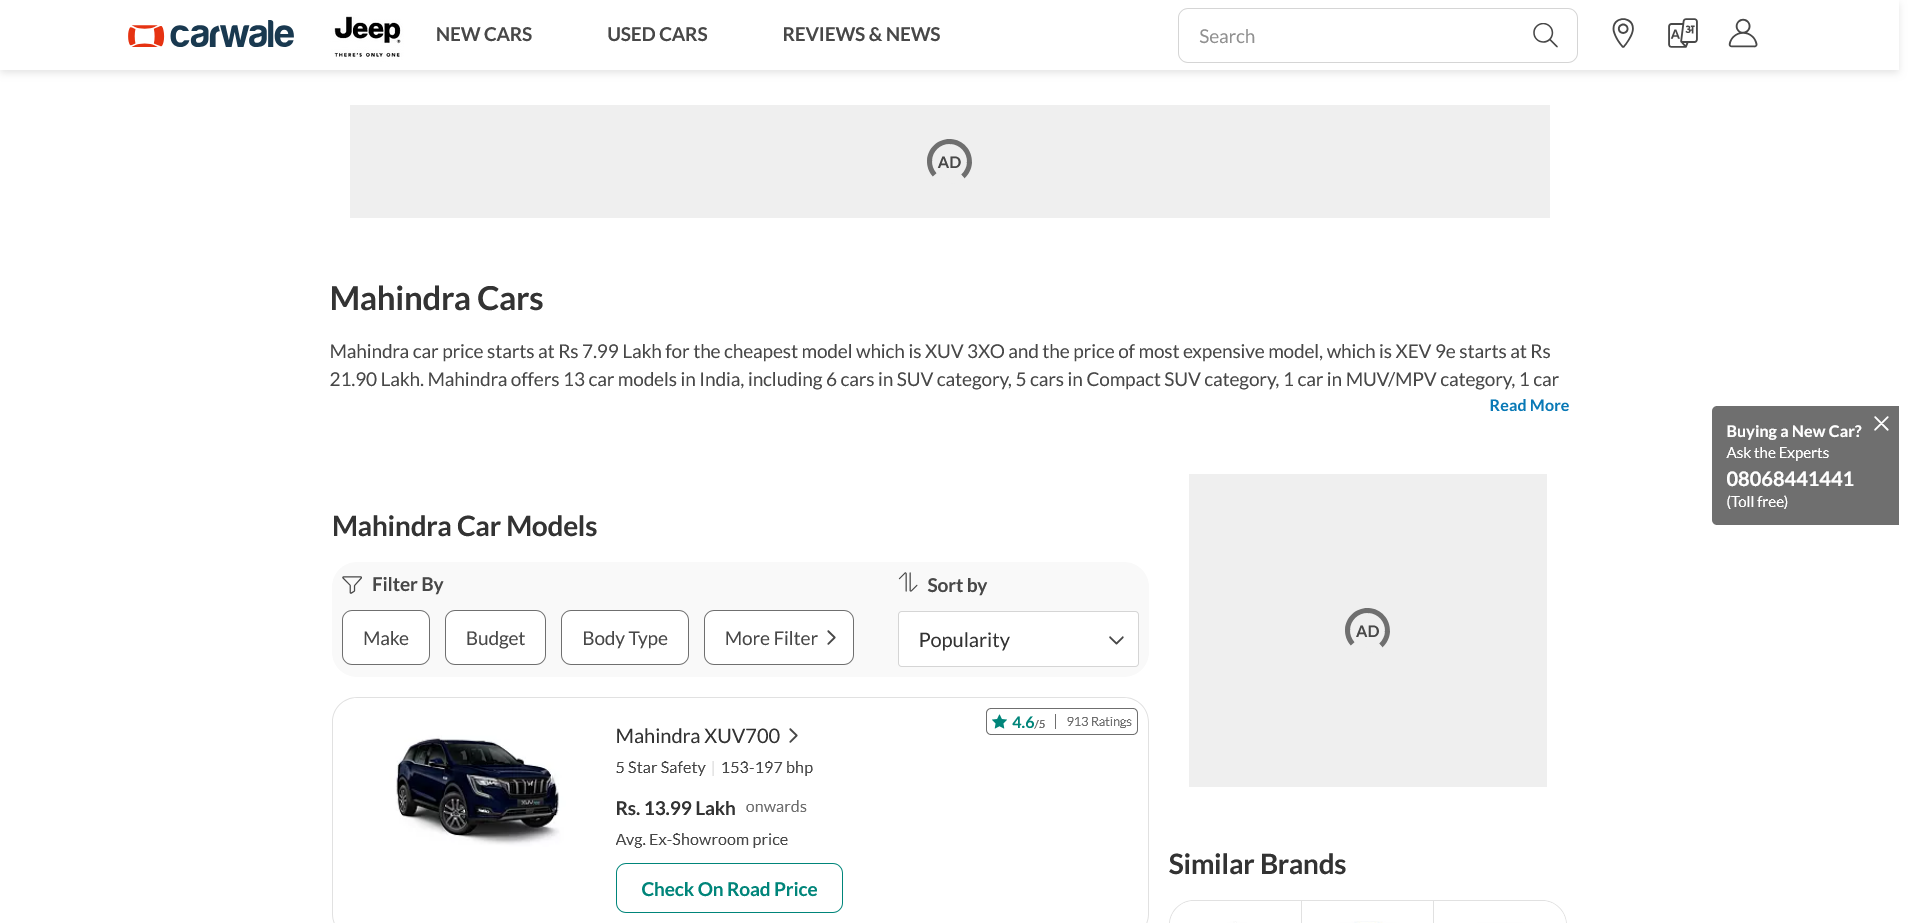 carwale
Jeep
THERE'S ONLY ONE
NEW CARS
USED CARS
REVIEWS & NEWS
Search
A अ
AD
Mahindra Cars
Mahindra car price starts at Rs 7.99 Lakh for the cheapest model which is XUV 3XO and the price of most expensive model, which is XEV 9e starts at Rs
21.90 Lakh. Mahindra offers 13 car models in India, including 6 cars in SUV category, 5 cars in Compact SUV category, 1 car in MUV/MPV category, 1 car
Read More
Buying a New Car?
Ask the Experts
08068441441
(Toll free)
Mahindra Car Models
Filter By
Sort by
Make
Budget
Body Type
More Filter
Popularity
AD
4.6/5 | 913 Ratings
Mahindra XUV700
5 Star Safety | 153-197 bhp
Rs. 13.99 Lakh onwards
Avg. Ex-Showroom price
Check On Road Price
Similar Brands